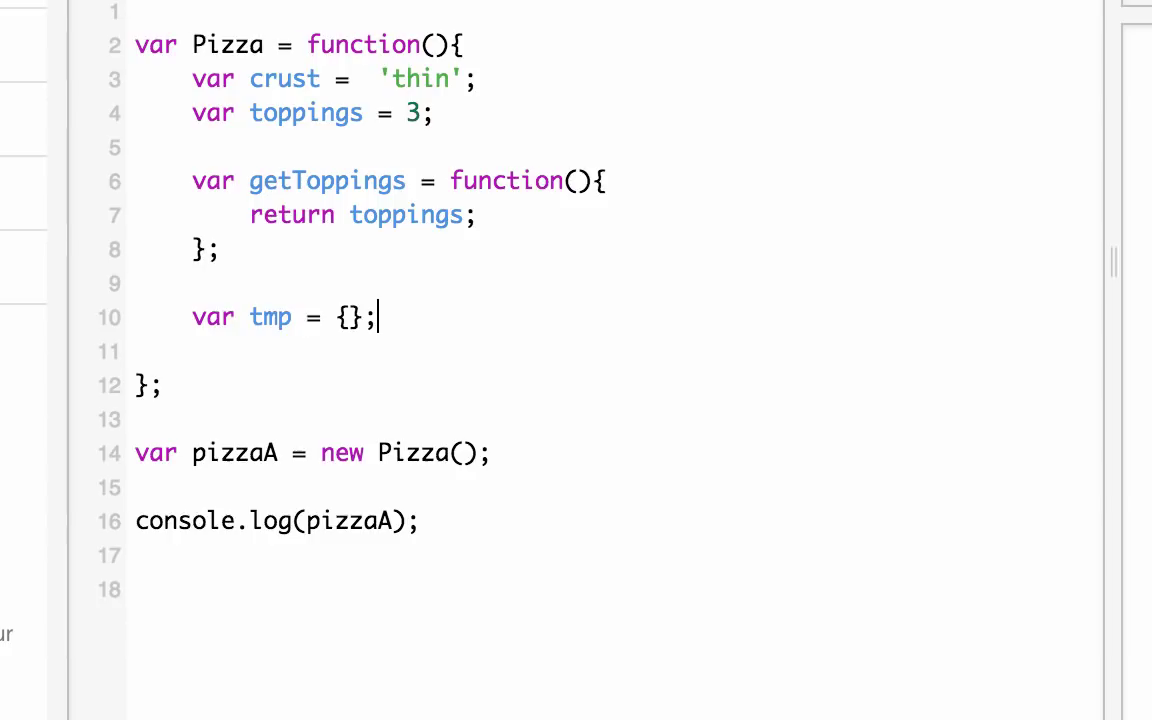 1
2 var Pizza = function(){
3     var crust =  'thin';
4     var toppings = 3;
5
6     var getToppings = function(){
7         return toppings;
8     };
9
10     var tmp = {};
11
12 };
13
14 var pizzaA = new Pizza();
15
16 console.log(pizzaA);
17
18
ur